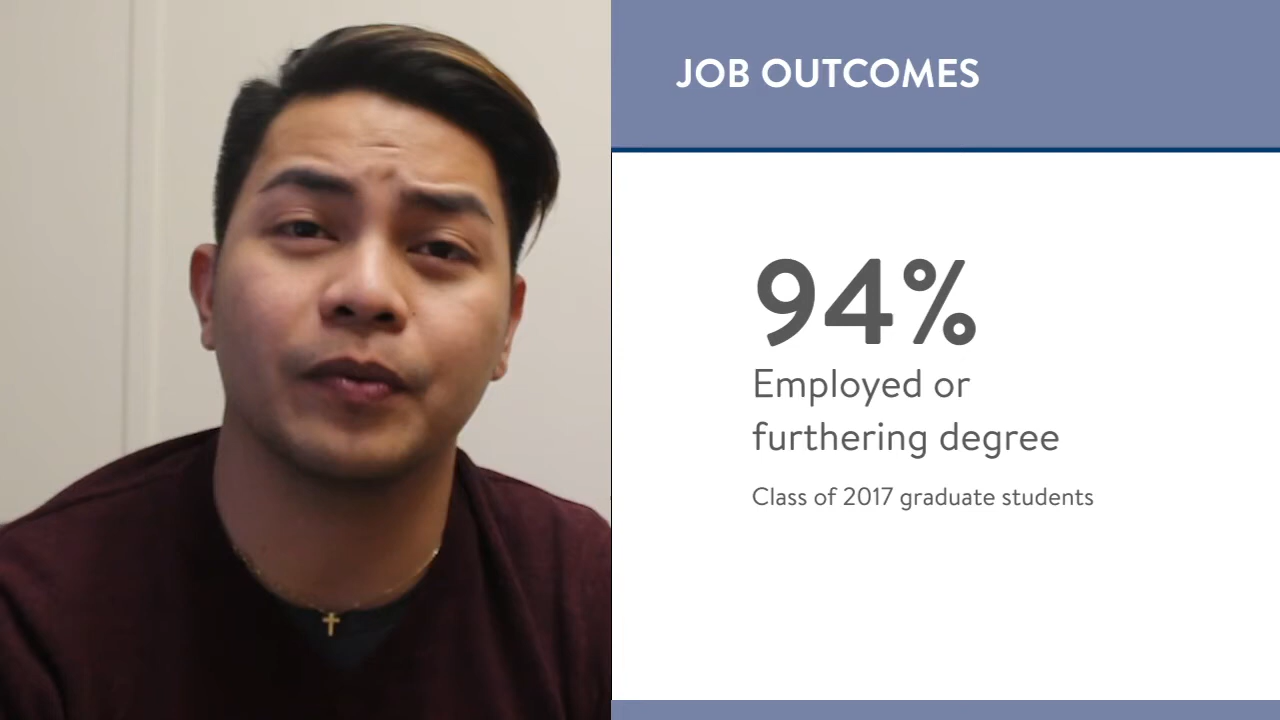 JOB OUTCOMES
94%
Employed or
furthering degree
Class of 2017 graduate students